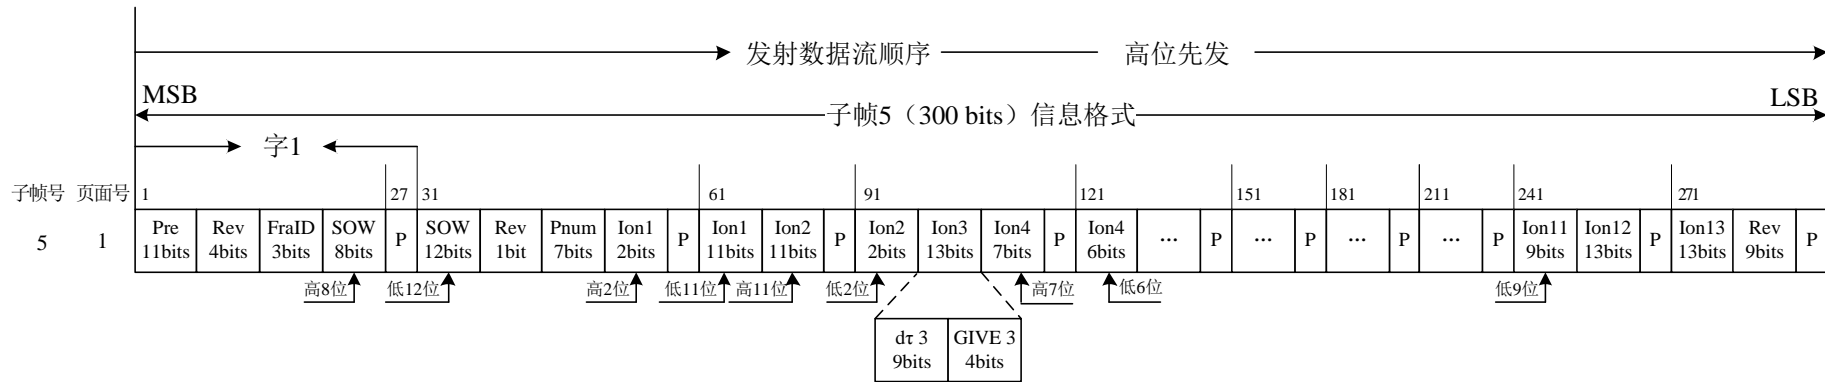 发射数据流顺序 高位先发
MSB LSB
子帧5（300 bits）信息格式
字1
子帧号 页面号 1 27 31 61 91 121 151 181 211 241 271
5 1
Pre 11bits
Rev 4bits
FraID 3bits
SOW 8bits
P
SOW 12bits
Rev 1bit
Pnum 7bits
Ion1 2bits
P
Ion1 11bits
Ion2 11bits
P
Ion2 2bits
Ion3 13bits
Ion4 7bits
P
Ion4 6bits
...
P
...
P
...
P
...
P
Ion11 9bits
Ion12 13bits
P
Ion13 13bits
Rev 9bits
P
高8位 低12位 高2位 低11位 高11位 低2位 高7位 低6位 低9位
dτ 3 9bits
GIVE 3 4bits